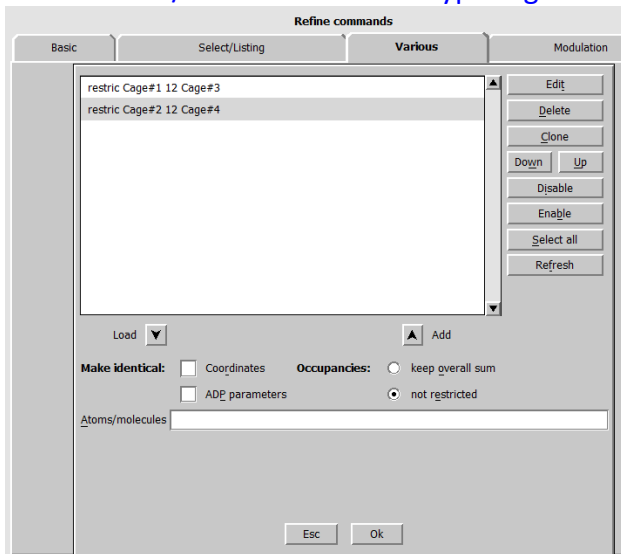 Refine commands
Basic Select/Listing Various Modulation
restric Cage#1 12 Cage#3
restric Cage#2 12 Cage#4
Edit
Delete
Clone
Down Up
Disable
Enable
Select all
Refresh
Load Add
Make identical: Coordinates Occupancies: keep overall sum
ADP parameters not restricted
Atoms/molecules
Esc Ok